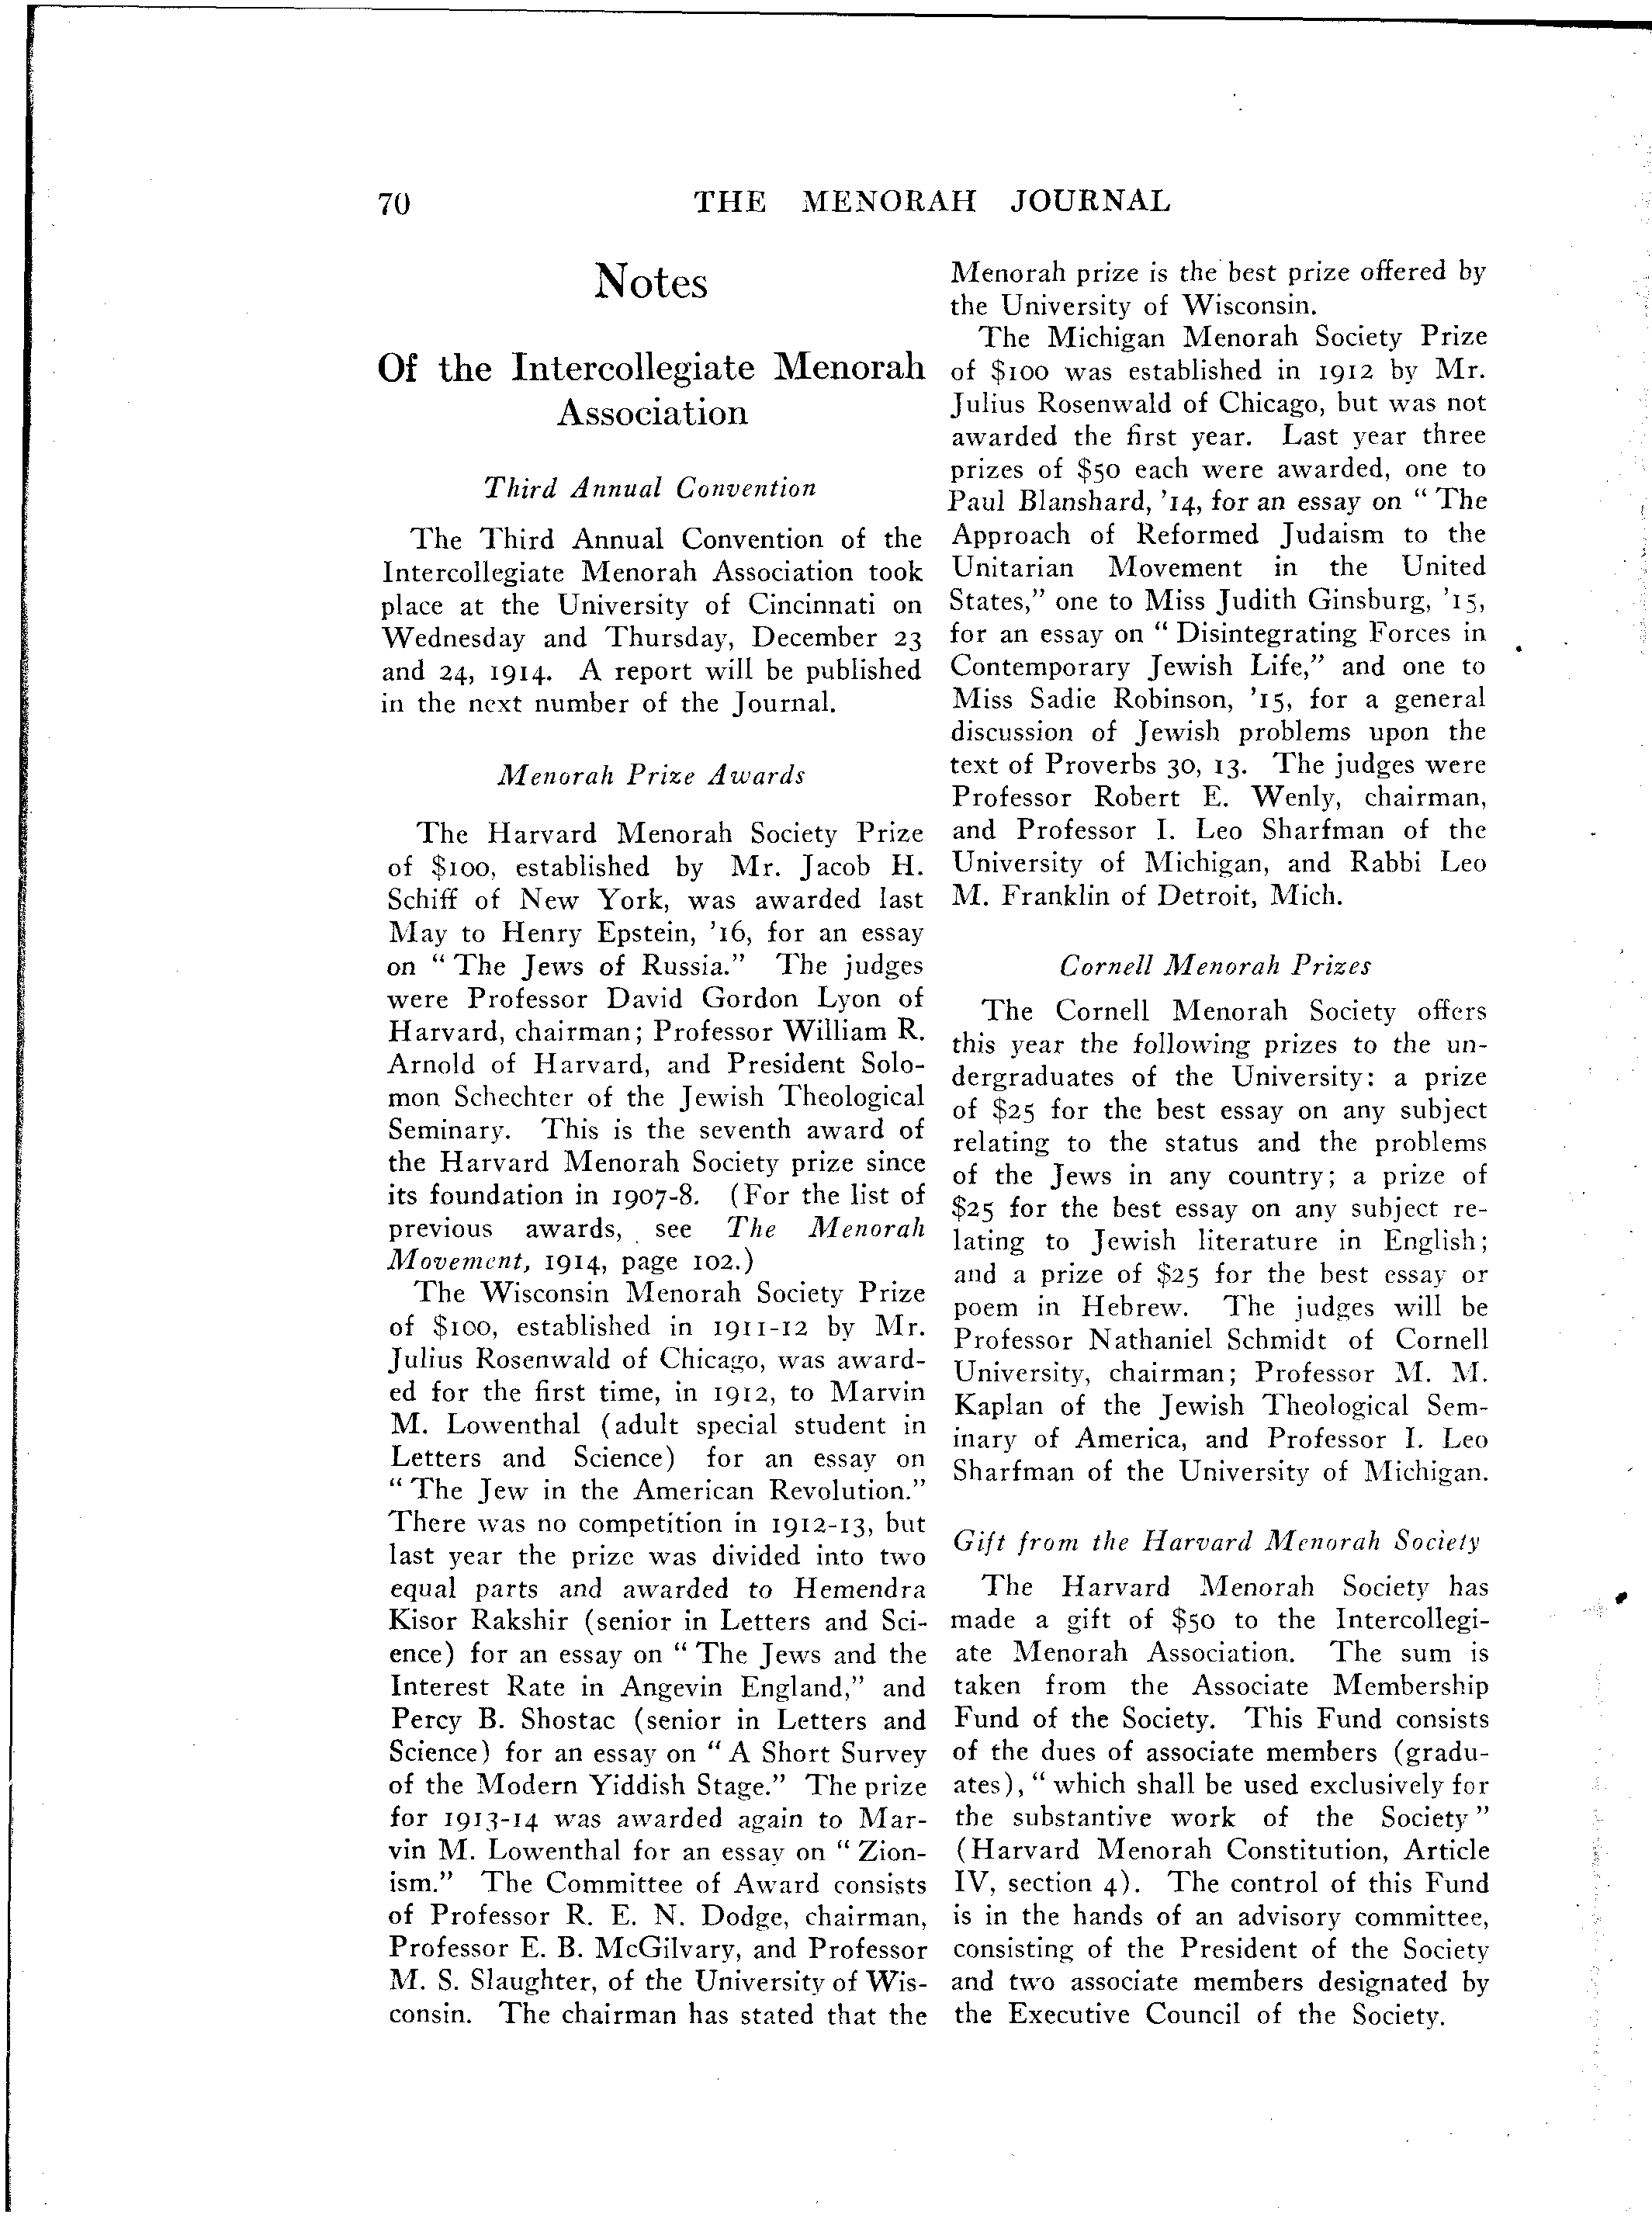 70
THE MENORAH JOURNAL
Notes
Of the Intercollegiate Menorah
Association
Third Annual Convention
The Third Annual Convention of the
Intercollegiate Menorah Association took
place at the University of Cincinnati on
Wednesday and Thursday, December 23
and 24, 1914. A report will be published
in the next number of the Journal.
Menorah Prize Awards
The Harvard Menorah Society Prize
of $100, established by Mr. Jacob H.
Schiff of New York, was awarded last
May to Henry Epstein, '16, for an essay
on "The Jews of Russia." The judges
were Professor David Gordon Lyon of
Harvard, chairman; Professor William R.
Arnold of Harvard, and President Solo-
mon Schechter of the Jewish Theological
Seminary. This is the seventh award of
the Harvard Menorah Society prize since
its foundation in 1907-8. (For the list of
previous awards, see The Menorah
Movement, 1914, page 102.)
The Wisconsin Menorah Society Prize
of $100, established in 1911-12 by Mr.
Julius Rosenwald of Chicago, was award-
ed for the first time, in 1912, to Marvin
M. Lowenthal (adult special student in
Letters and Science) for an essay on
"The Jew in the American Revolution."
There was no competition in 1912-13, but
last year the prize was divided into two
equal parts and awarded to Hemendra
Kisor Rakshir (senior in Letters and Sci-
ence) for an essay on "The Jews and the
Interest Rate in Angevin England," and
Percy B. Shostac (senior in Letters and
Science) for an essay on "A Short Survey
of the Modern Yiddish Stage." The prize
for 1913-14 was awarded again to Mar-
vin M. Lowenthal for an essay on "Zion-
ism." The Committee of Award consists
of Professor R. E. N. Dodge, chairman,
Professor E. B. McGilvary, and Professor
M. S. Slaughter, of the University of Wis-
consin. The chairman has stated that the
Menorah prize is the best prize offered by
the University of Wisconsin.
The Michigan Menorah Society Prize
of $100 was established in 1912 by Mr.
Julius Rosenwald of Chicago, but was not
awarded the first year. Last year three
prizes of $50 each were awarded, one to
Paul Blanshard, '14, for an essay on "The
Approach of Reformed Judaism to the
Unitarian Movement in the United
States," one to Miss Judith Ginsburg, '15,
for an essay on "Disintegrating Forces in
Contemporary Jewish Life," and one to
Miss Sadie Robinson, '15, for a general
discussion of Jewish problems upon the
text of Proverbs 30, 13. The judges were
Professor Robert E. Wenly, chairman,
and Professor I. Leo Sharfman of the
University of Michigan, and Rabbi Leo
M. Franklin of Detroit, Mich.
Cornell Menorah Prizes
The Cornell Menorah Society offers
this year the following prizes to the un-
dergraduates of the University: a prize
of $25 for the best essay on any subject
relating to the status and the problems
of the Jews in any country; a prize of
$25 for the best essay on any subject re-
lating to Jewish literature in English;
and a prize of $25 for the best essay or
poem in Hebrew. The judges will be
Professor Nathaniel Schmidt of Cornell
University, chairman; Professor M. M.
Kaplan of the Jewish Theological Sem-
inary of America, and Professor I. Leo
Sharfman of the University of Michigan.
Gift from the Harvard Menorah Society
The Harvard Menorah Society has
made a gift of $50 to the Intercollegi-
ate Menorah Association. The sum is
taken from the Associate Membership
Fund of the Society. This Fund consists
of the dues of associate members (gradu-
ates), "which shall be used exclusively for
the substantive work of the Society"
(Harvard Menorah Constitution, Article
IV, section 4). The control of this Fund
is in the hands of an advisory committee,
consisting of the President of the Society
and two associate members designated by
the Executive Council of the Society.